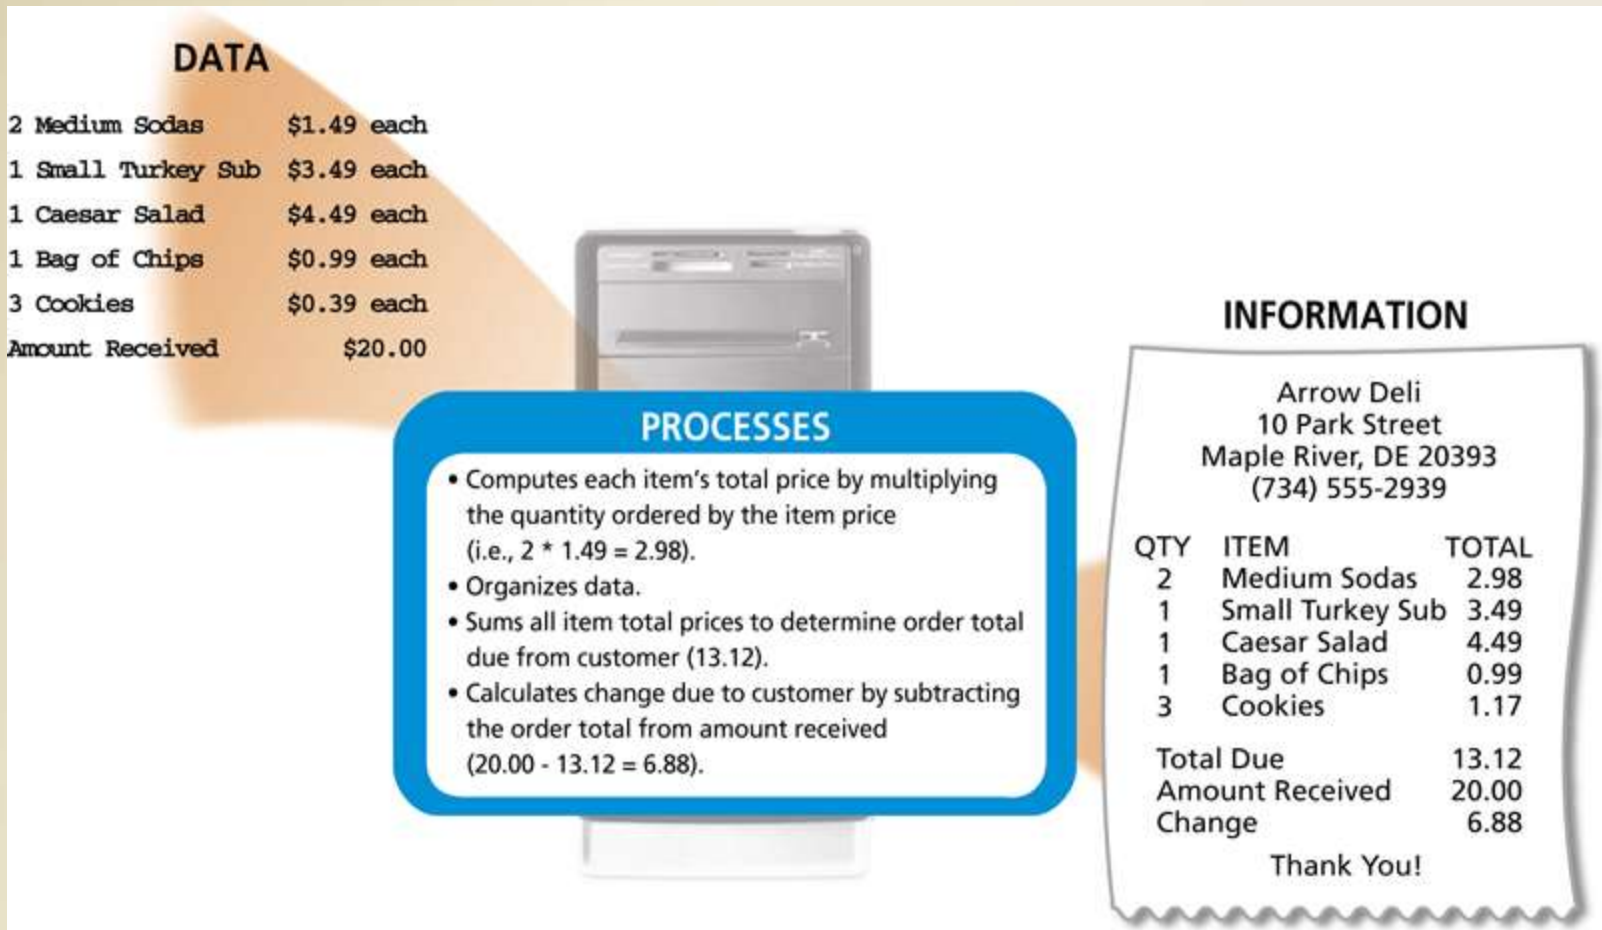 DATA
2 Medium Sodas $1.49 each
1 Small Turkey Sub $3.49 each
1 Caesar Salad $4.49 each
1 Bag of Chips $0.99 each
3 Cookies $0.39 each
Amount Received $20.00
PROCESSES
• Computes each item's total price by multiplying
the quantity ordered by the item price
(i.e., 2 * 1.49 = 2.98).
• Organizes data.
• Sums all item total prices to determine order total
due from customer (13.12).
• Calculates change due to customer by subtracting
the order total from amount received
(20.00 - 13.12 = 6.88).
INFORMATION
Arrow Deli
10 Park Street
Maple River, DE 20393
(734) 555-2939
QTY ITEM TOTAL
2 Medium Sodas 2.98
1 Small Turkey Sub 3.49
1 Caesar Salad 4.49
1 Bag of Chips 0.99
3 Cookies 1.17
Total Due 13.12
Amount Received 20.00
Change 6.88
Thank You!